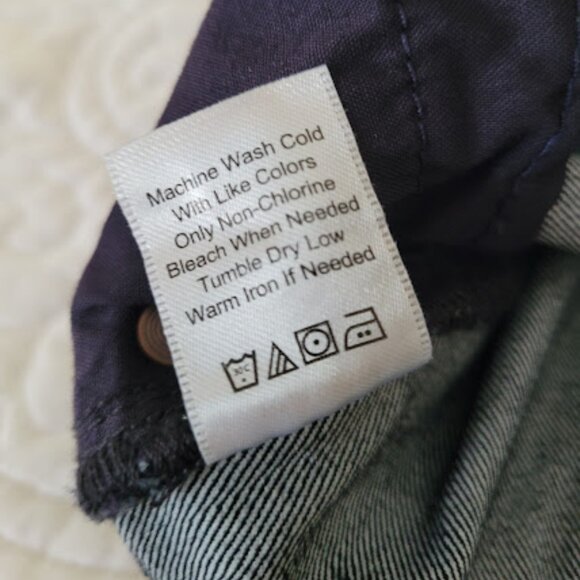 Machine Wash Cold
With Like Colors
Only Non-Chlorine
Bleach When Needed
Tumble Dry Low
Warm Iron If Needed
30°C